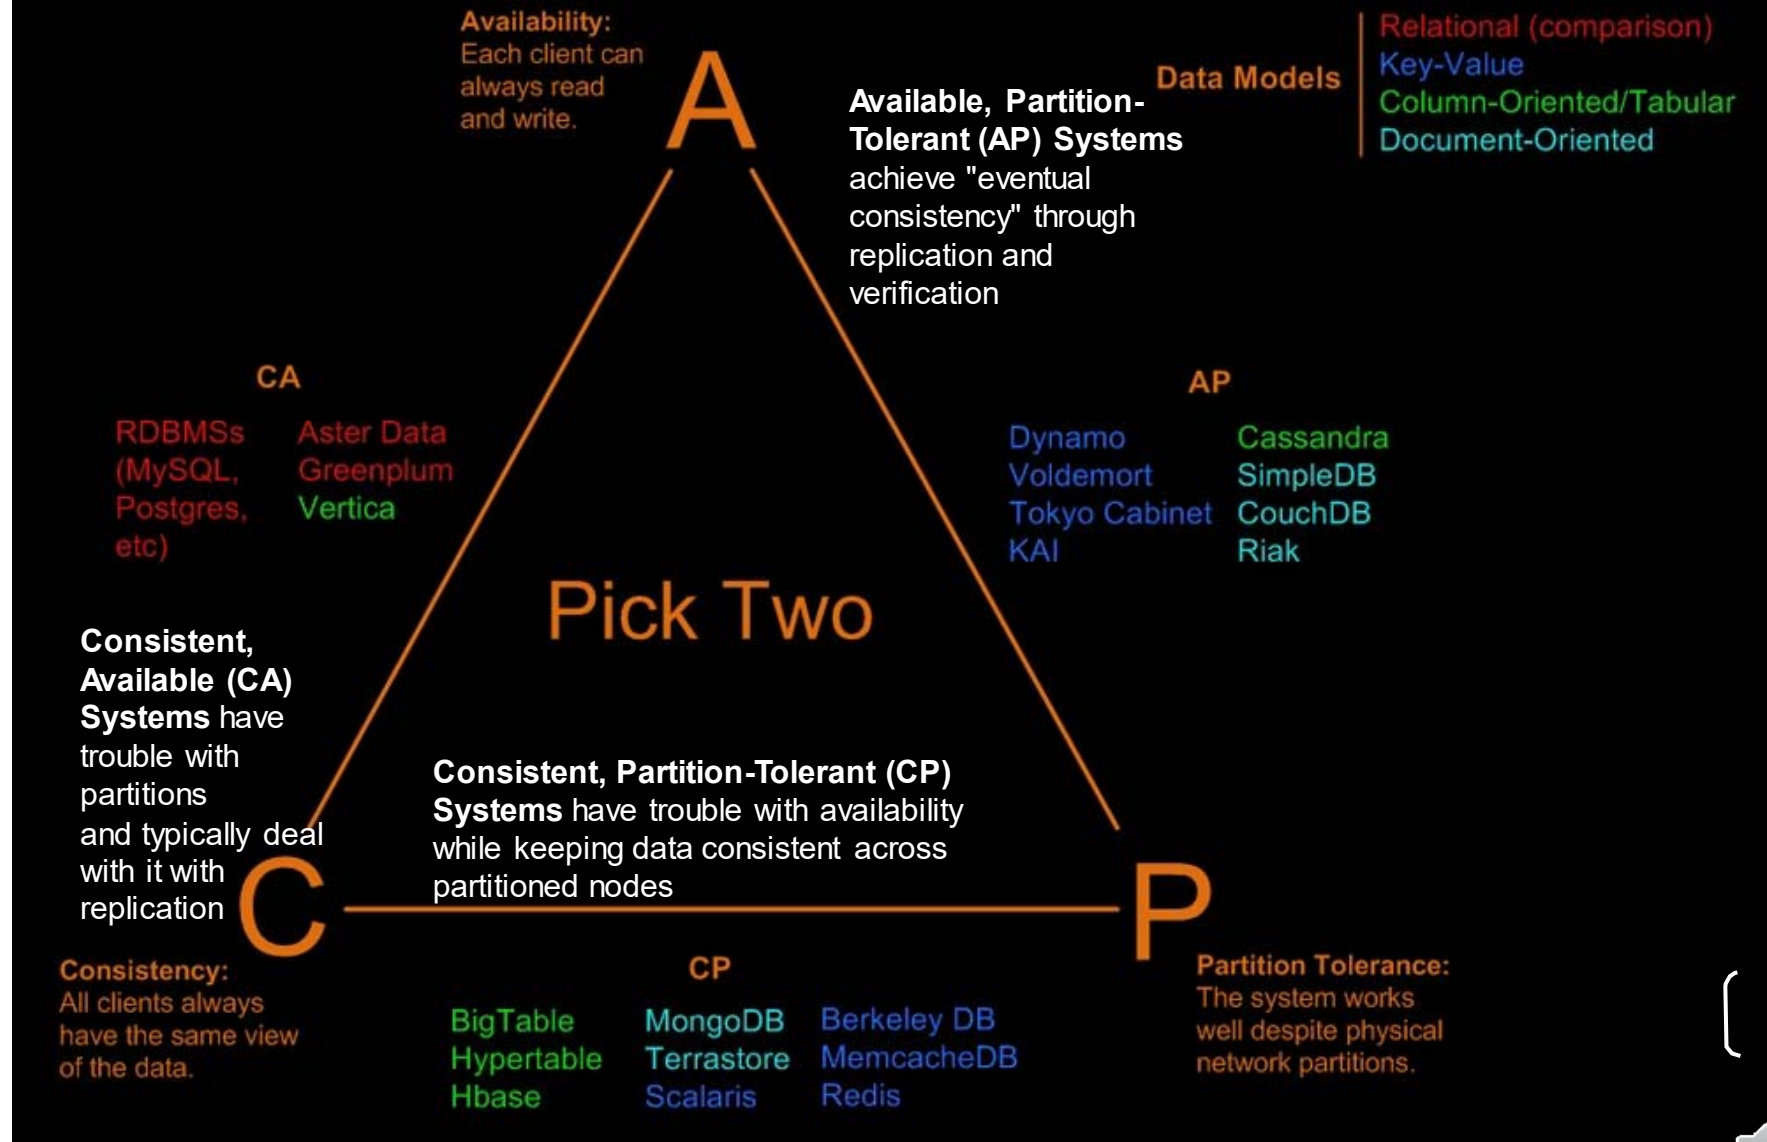 Availability:
Each client can
always read
and write.
A
Available, Partition-
Tolerant (AP) Systems
achieve "eventual
consistency" through
replication and
verification
Data Models
Relational (comparison)
Key-Value
Column-Oriented/Tabular
Document-Oriented
CA
RDBMSs
(MySQL,
Postgres,
etc)
Aster Data
Greenplum
Vertica
AP
Dynamo
Voldemort
Tokyo Cabinet
KAI
Cassandra
SimpleDB
CouchDB
Riak
Pick Two
Consistent,
Available (CA)
Systems have
trouble with
partitions
and typically deal
with it with
replication
Consistent, Partition-Tolerant (CP)
Systems have trouble with availability
while keeping data consistent across
partitioned nodes
C
P
Consistency:
All clients always
have the same view
of the data.
CP
BigTable
Hypertable
Hbase
MongoDB
Terrastore
Scalaris
Berkeley DB
MemcacheDB
Redis
Partition Tolerance:
The system works
well despite physical
network partitions.